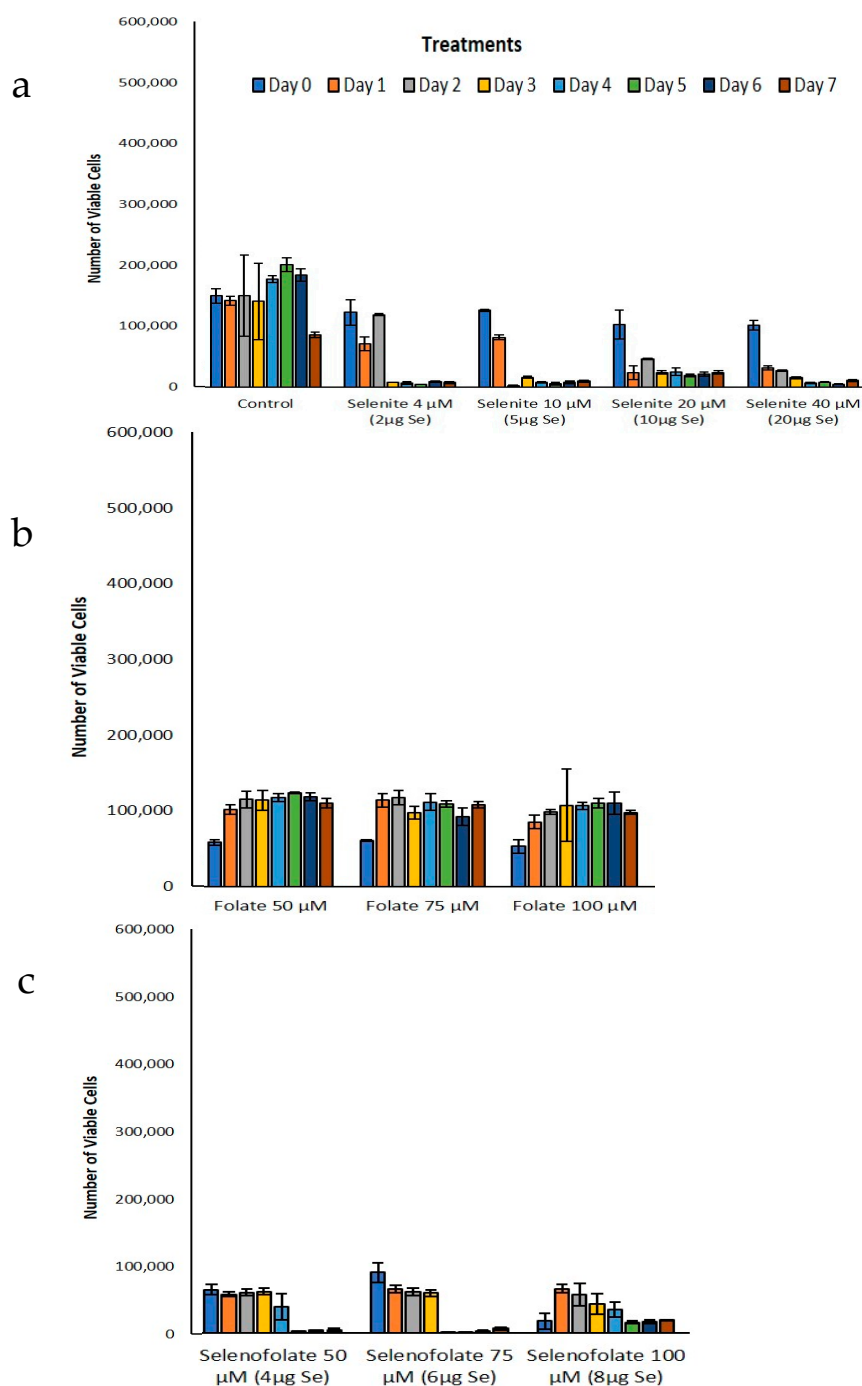 a
Treatments
Day 0 Day 1 Day 2 Day 3 Day 4 Day 5 Day 6 Day 7
Number of Viable Cells
600,000
500,000
400,000
300,000
200,000
100,000
0
Control Selenite 4 μM Selenite 10 μM Selenite 20 μM Selenite 40 μM
(2μg Se) (5μg Se) (10μg Se) (20μg Se)
b
Number of Viable Cells
600,000
500,000
400,000
300,000
200,000
100,000
0
Folate 50 μM Folate 75 μM Folate 100 μM
c
Number of Viable Cells
600,000
500,000
400,000
300,000
200,000
100,000
0
Selenofolate 50 Selenofolate 75 Selenofolate 100
μM (4μg Se) μM (6μg Se) μM (8μg Se)